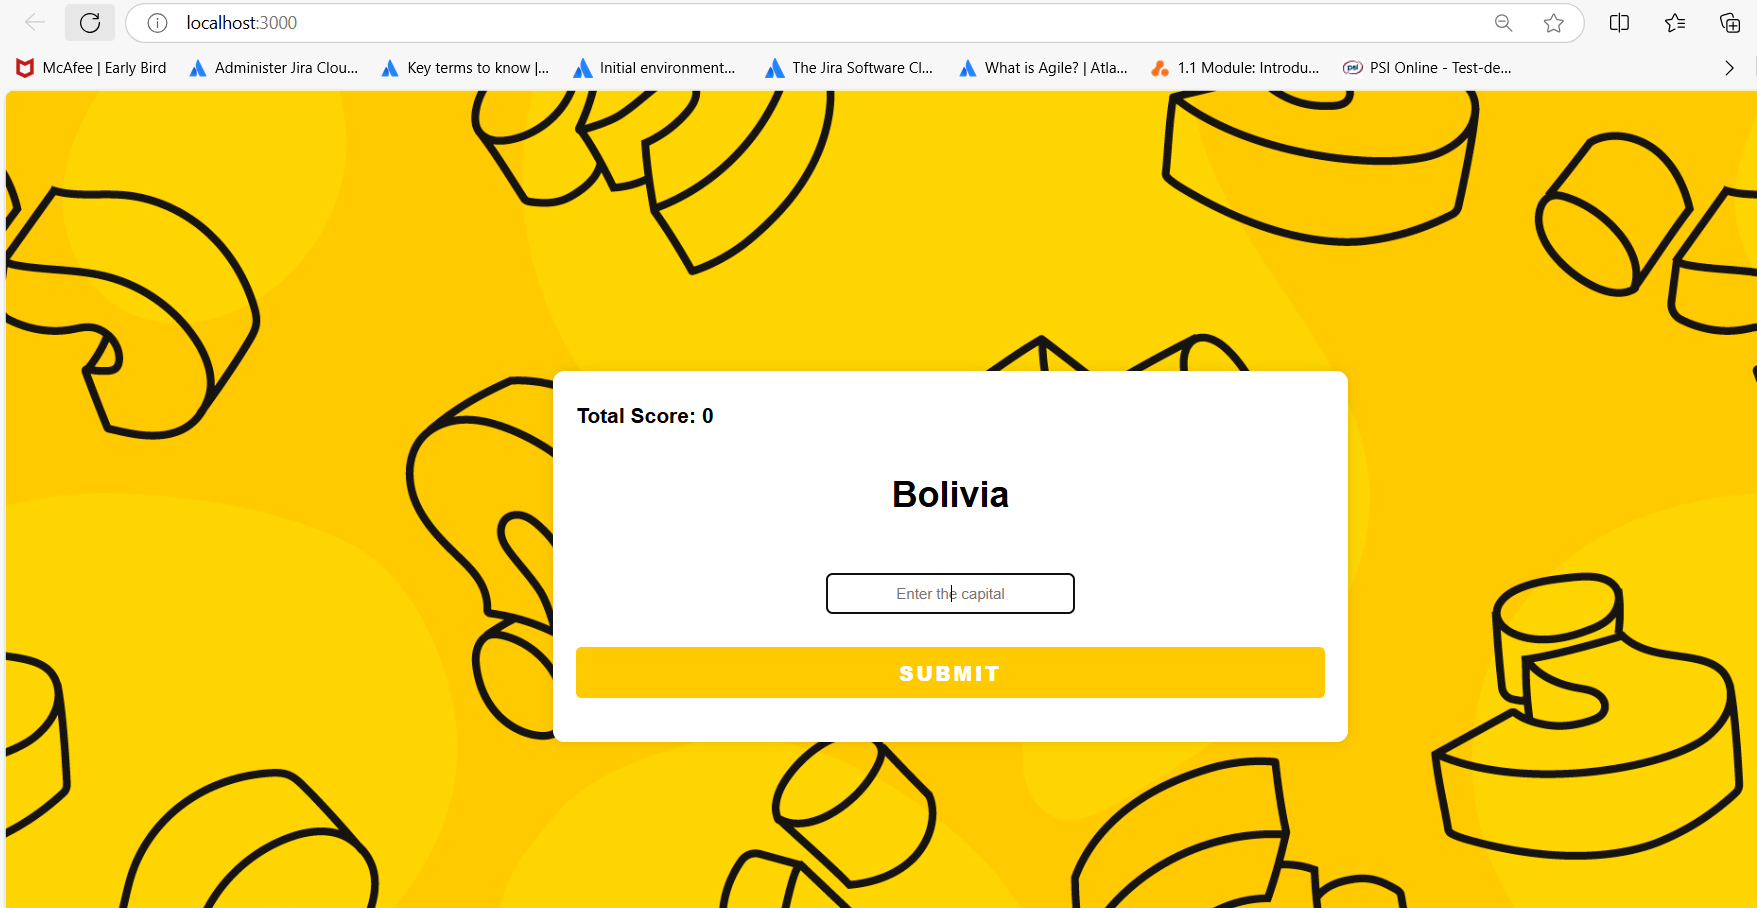 localhost:3000
McAfee | Early Bird
Administer Jira Clou...
Key terms to know |...
Initial environment...
The Jira Software Cl...
What is Agile? | Atla...
1.1 Module: Introdu...
psi
PSI Online - Test-de...
Total Score: 0
Bolivia
Enter the capital
SUBMIT